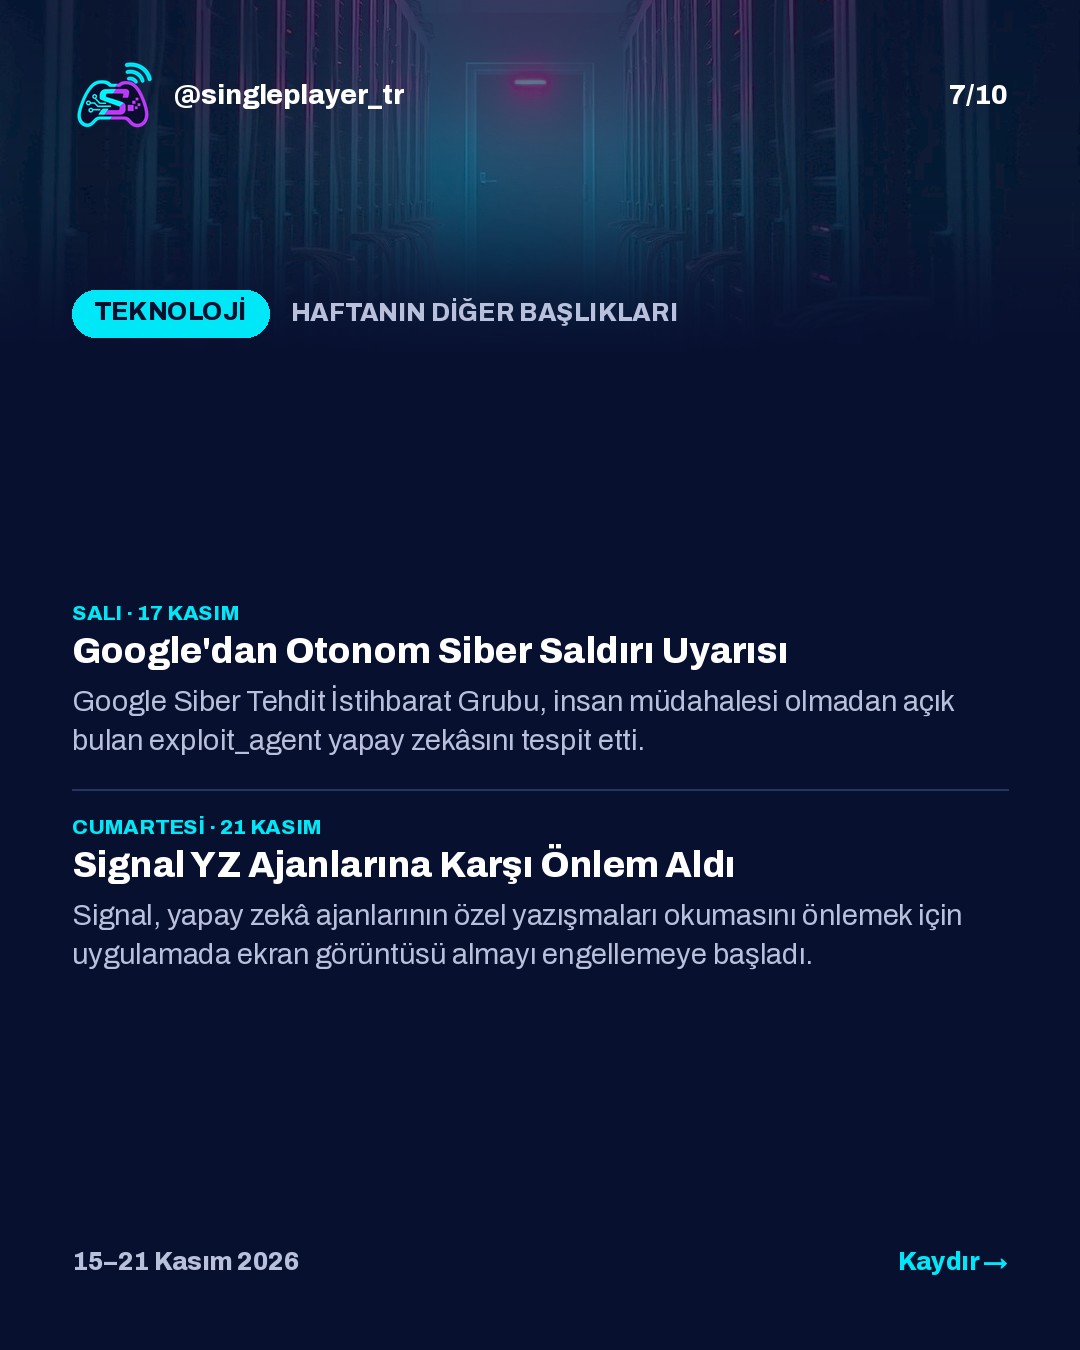 @singleplayer_tr
7/10
TEKNOLOJİ
HAFTANIN DİĞER BAŞLIKLARI
SALI · 17 KASIM
Google'dan Otonom Siber Saldırı Uyarısı
Google Siber Tehdit İstihbarat Grubu, insan müdahalesi olmadan açık
bulan exploit_agent yapay zekâsını tespit etti.
CUMARTESİ · 21 KASIM
Signal YZ Ajanlarına Karşı Önlem Aldı
Signal, yapay zekâ ajanlarının özel yazışmaları okumasını önlemek için
uygulamada ekran görüntüsü almayı engellemeye başladı.
15–21 Kasım 2026
Kaydır→